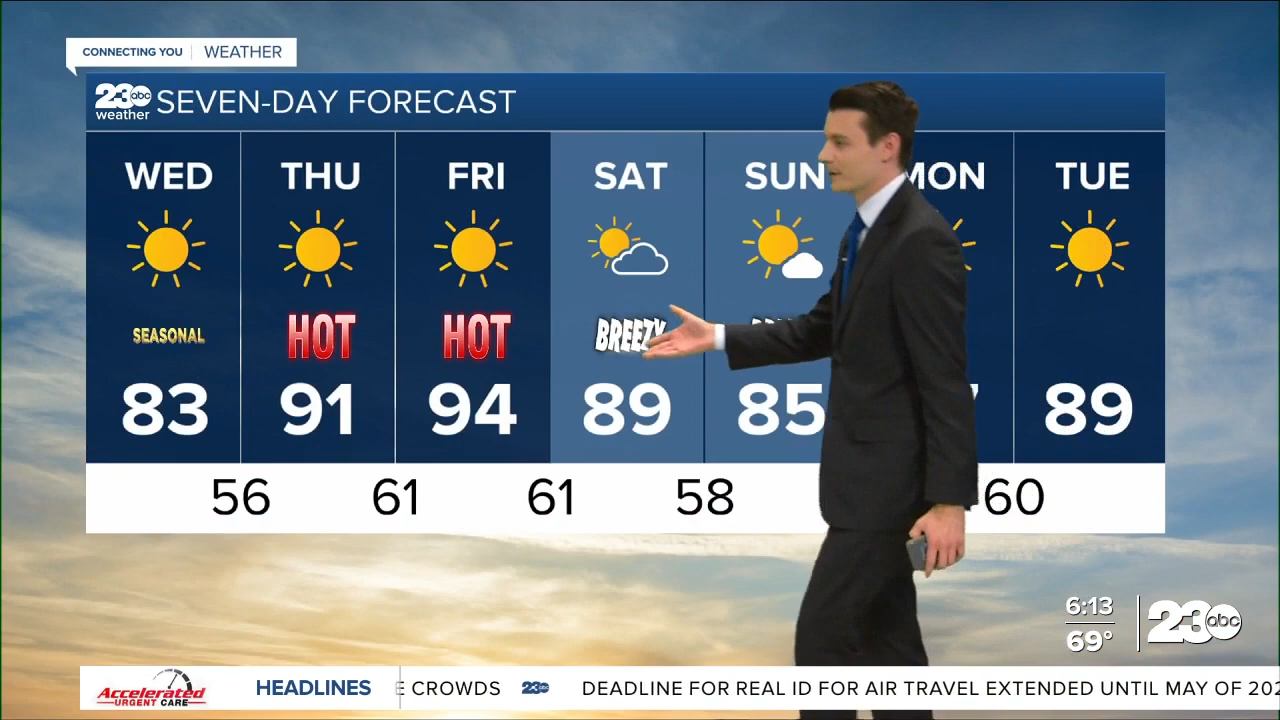 CONNECTING YOU | WEATHER
23 abc
weather
SEVEN-DAY FORECAST
WED THU FRI SAT SUN MON TUE
SEASONAL HOT HOT BREEZY
83 91 94 89 85 89
56 61 61 58 60
6:13
69°
23 abc
Accelerated
URGENT CARE
HEADLINES
CROWDS 23 abc DEADLINE FOR REAL ID FOR AIR TRAVEL EXTENDED UNTIL MAY OF